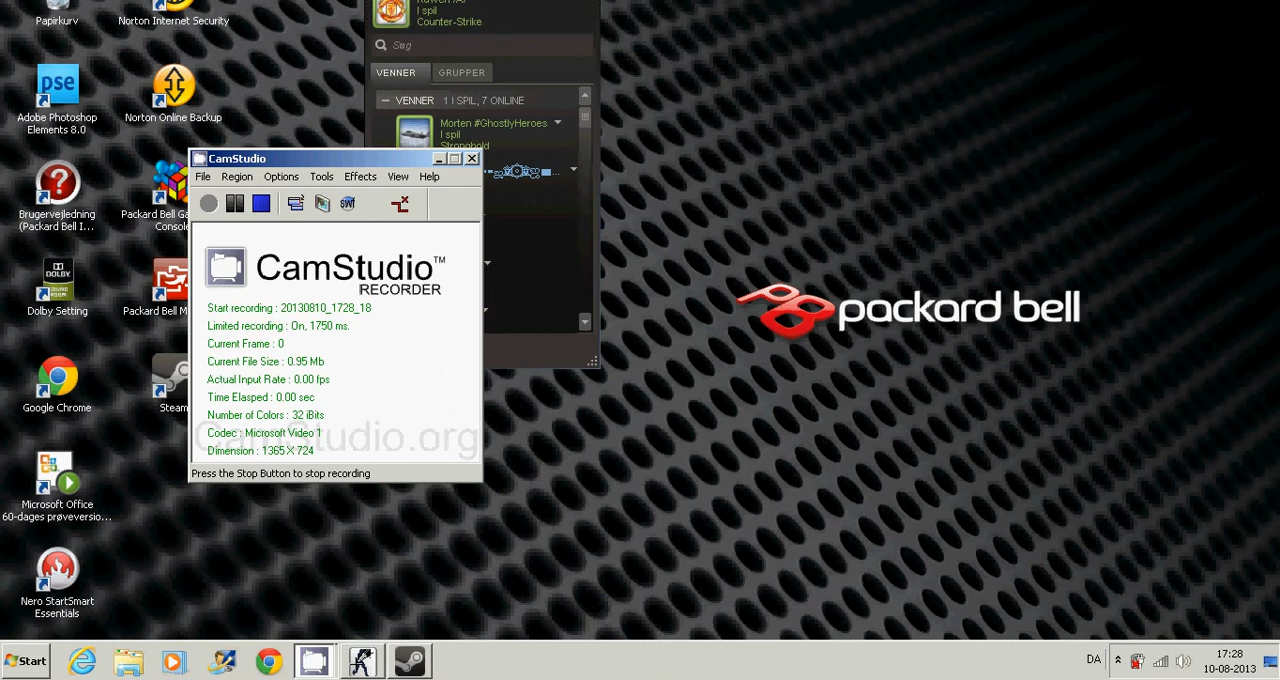 Papirkurv
Norton Internet Security
Adobe Photoshop
Elements 8.0
Norton Online Backup
Brugervejledning
(Packard Bell I...
Packard Bell Ga
Consol
Dolby Setting
DOLBY
Packard Bell M
Google Chrome
Steam
Microsoft Office
60-dages prøveversio...
Nero StartSmart
Essentials
pse
I spil
Counter-Strike
Søg
VENNER
GRUPPER
VENNER 1 I SPIL, 7 ONLINE
Morten #GhostlyHeroes
I spil
Stronghold
CamStudio
File Region Options Tools Effects View Help
SWF
CamStudio™
RECORDER
Start recording : 20130810_1728_18
Limited recording : On, 1750 ms.
Current Frame : 0
Current File Size : 0.95 Mb
Actual Input Rate : 0.00 fps
Time Elasped : 0.00 sec
Number of Colors : 32 iBits
Codec : Microsoft Video 1
Dimension : 1365 X 724
CamStudio.org
Press the Stop Button to stop recording
packard bell
Start
DA
17:28
10-08-2013